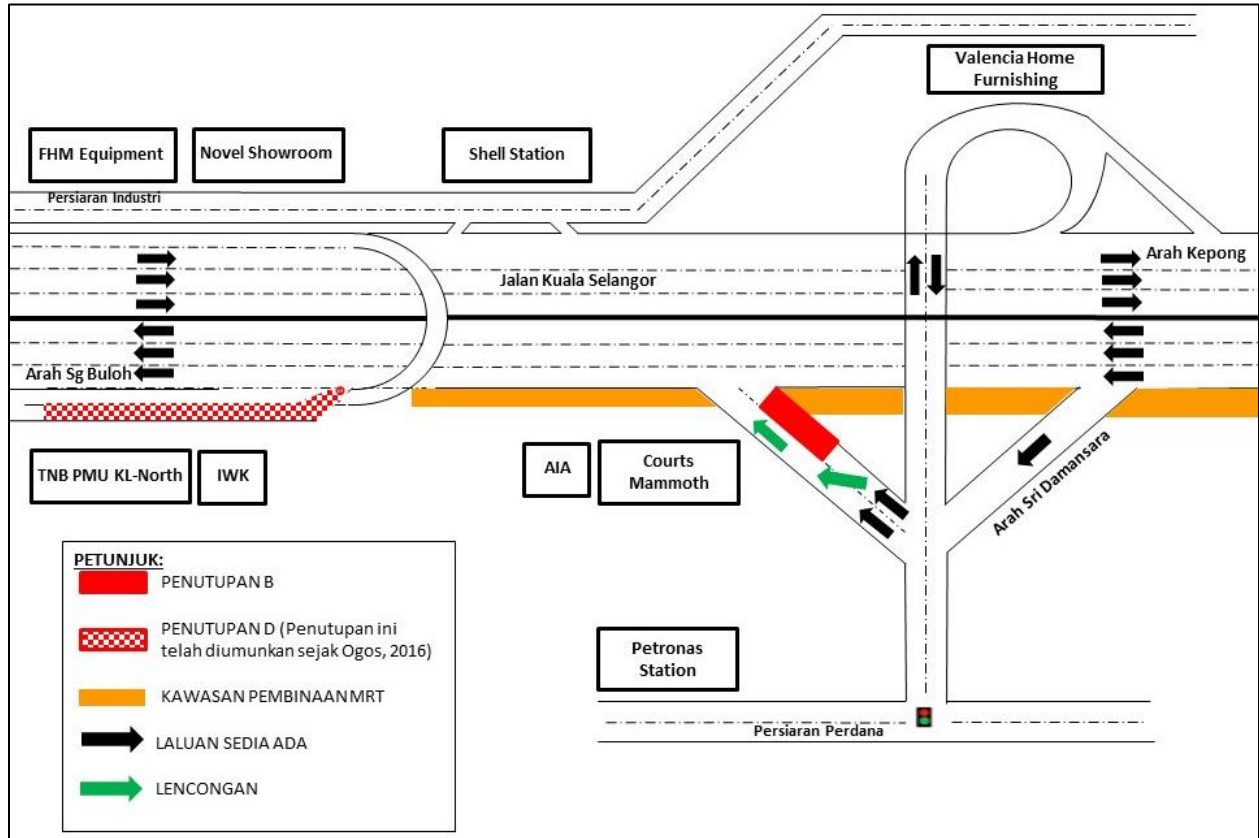 Valencia Home
Furnishing
FHM Equipment
Novel Showroom
Shell Station
Persiaran Industri
Arah Kepong
Jalan Kuala Selangor
Arah Sg Buloh
TNB PMU KL-North
IWK
AIA
Courts
Mammoth
Arah Sri Damansara
PETUNJUK:
PENUTUPAN B
PENUTUPAN D (Penutupan ini
telah diumunkan sejak Ogos, 2016)
KAWASAN PEMBINAAN MRT
LALUAN SEDIA ADA
LENCONGAN
Petronas
Station
Persiaran Perdana